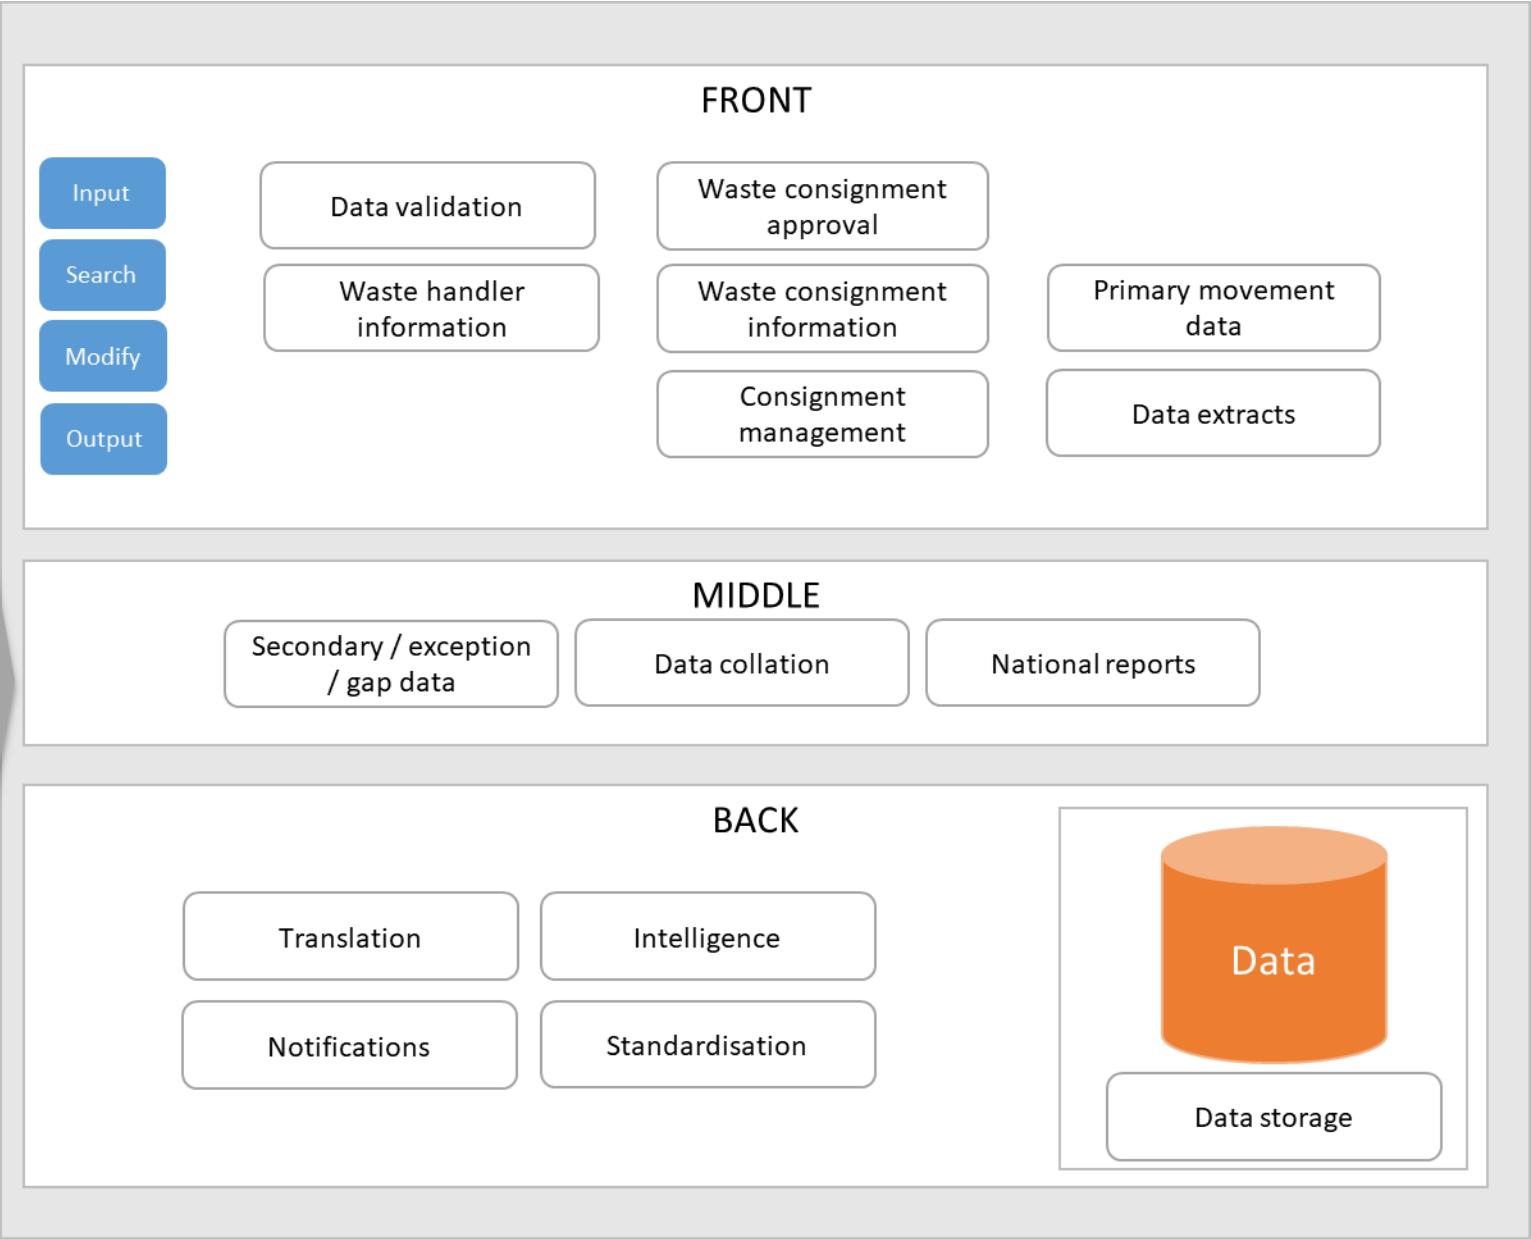 FRONT
Input
Search
Modify
Output
Data validation
Waste handler
information
Waste consignment
approval
Waste consignment
information
Consignment
management
Primary movement
data
Data extracts
MIDDLE
Secondary / exception
/ gap data
Data collation
National reports
BACK
Translation
Intelligence
Notifications
Standardisation
Data
Data storage